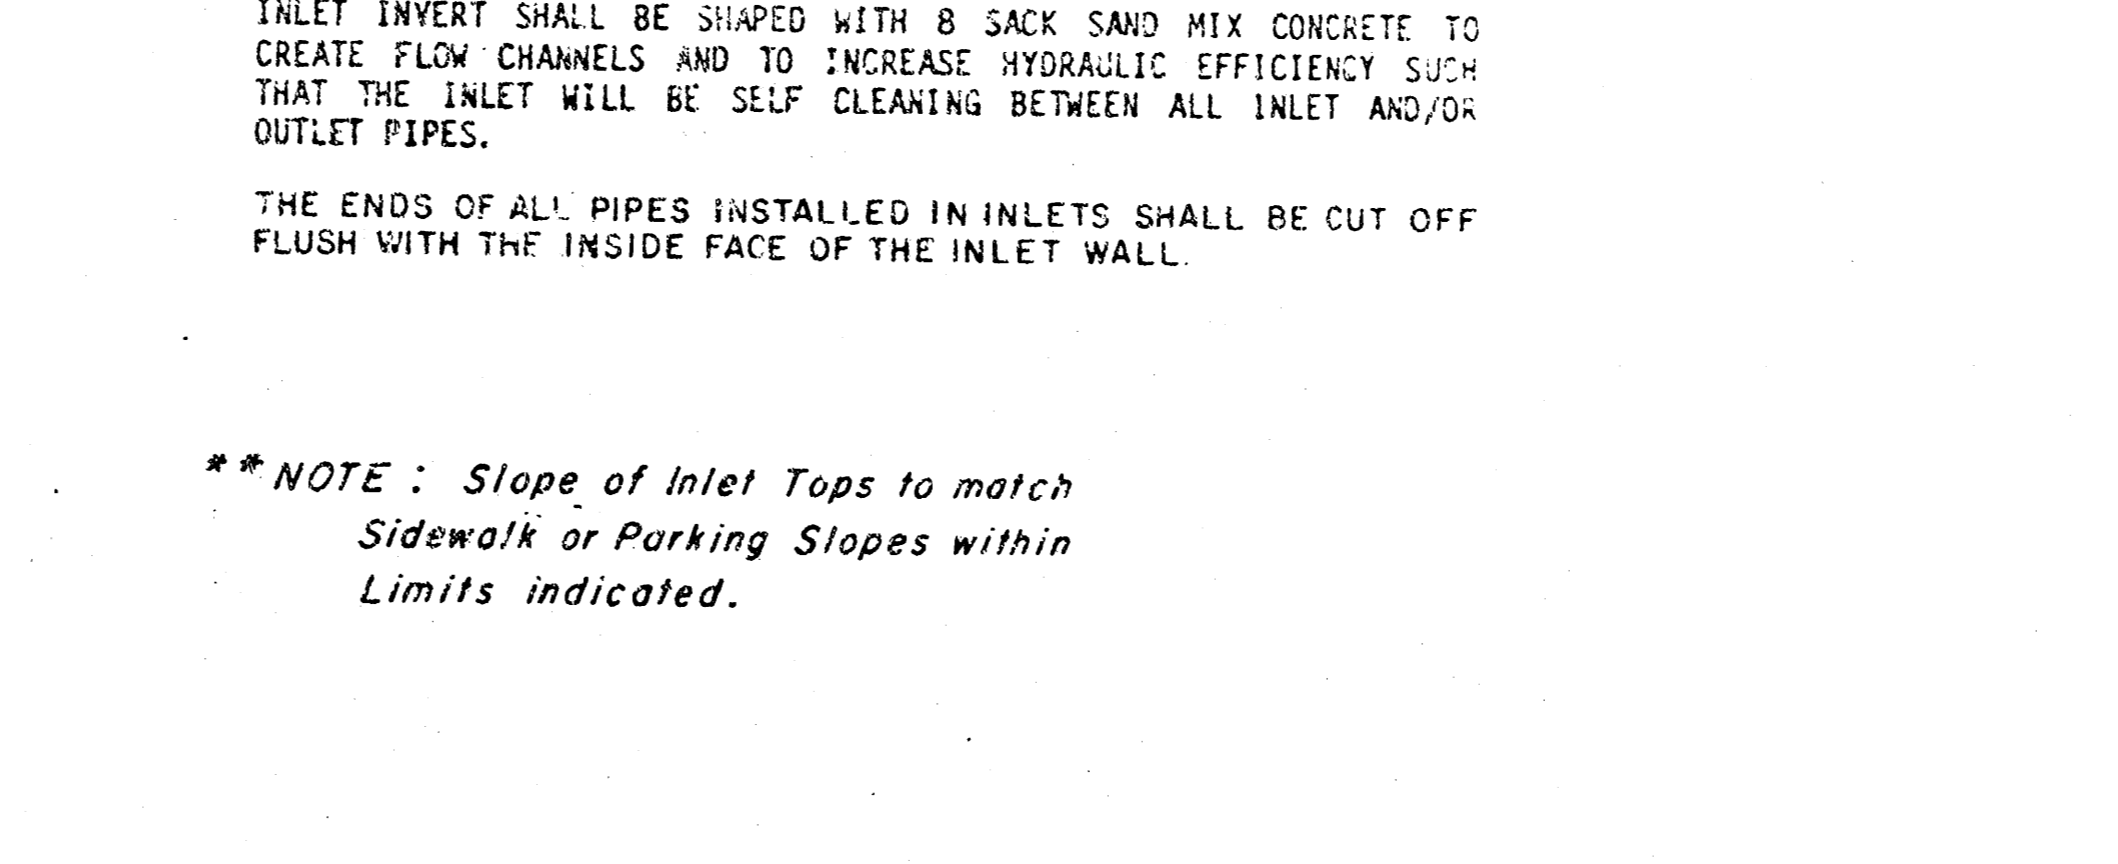 INLET INVERT SHALL BE SHAPED WITH 8 SACK SAND MIX CONCRETE TO
CREATE FLOW CHANNELS AND TO INCREASE HYDRAULIC EFFICIENCY SUCH
THAT THE INLET WILL BE SELF CLEANING BETWEEN ALL INLET AND/OR
OUTLET PIPES.
THE ENDS OF ALL PIPES INSTALLED IN INLETS SHALL BE CUT OFF
FLUSH WITH THE INSIDE FACE OF THE INLET WALL.
**NOTE: Slope of Inlet Tops to match
Sidewalk or Parking Slopes within
Limits indicated.